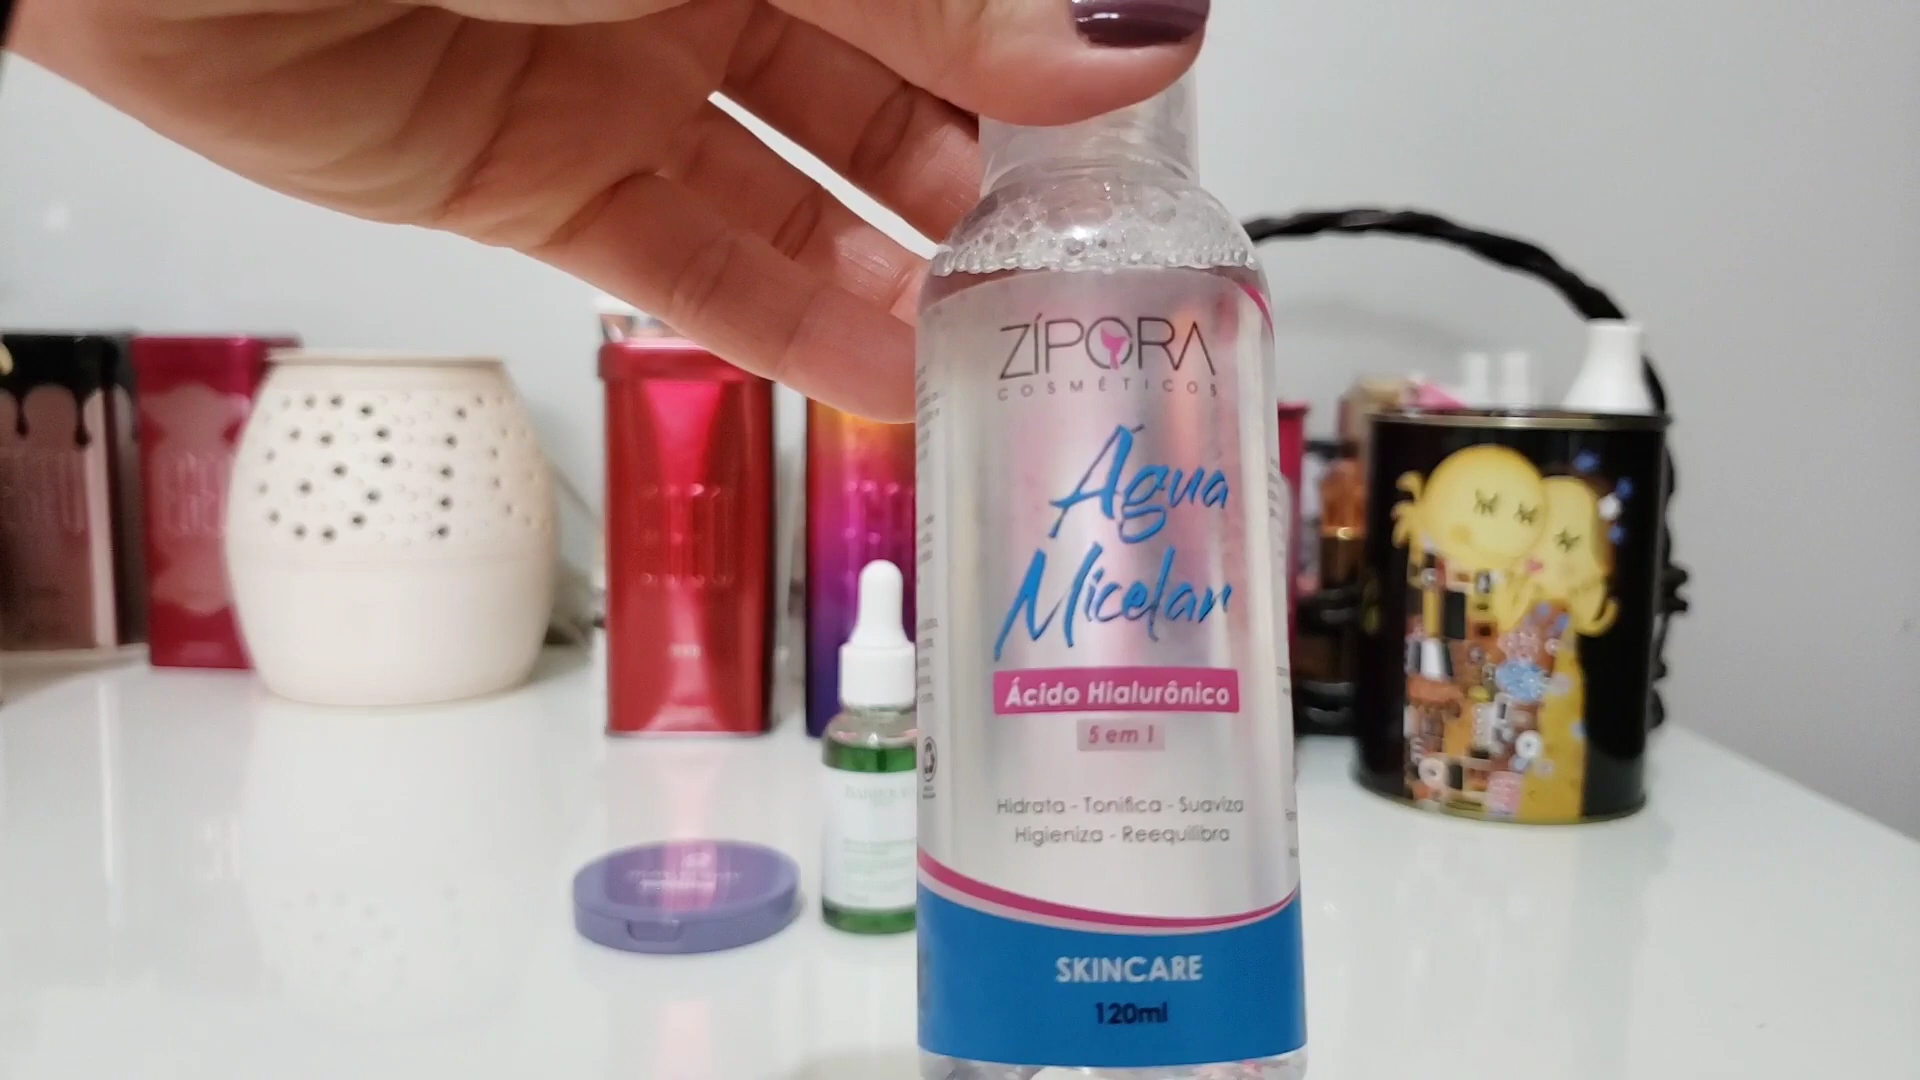 ZÍPORA
COSMÉTICOS
Água
Micelar
Ácido Hialurônico
5 em 1
Hidrata - Tonifica - Suaviza
Higieniza - Reequilibra
SKINCARE
120ml